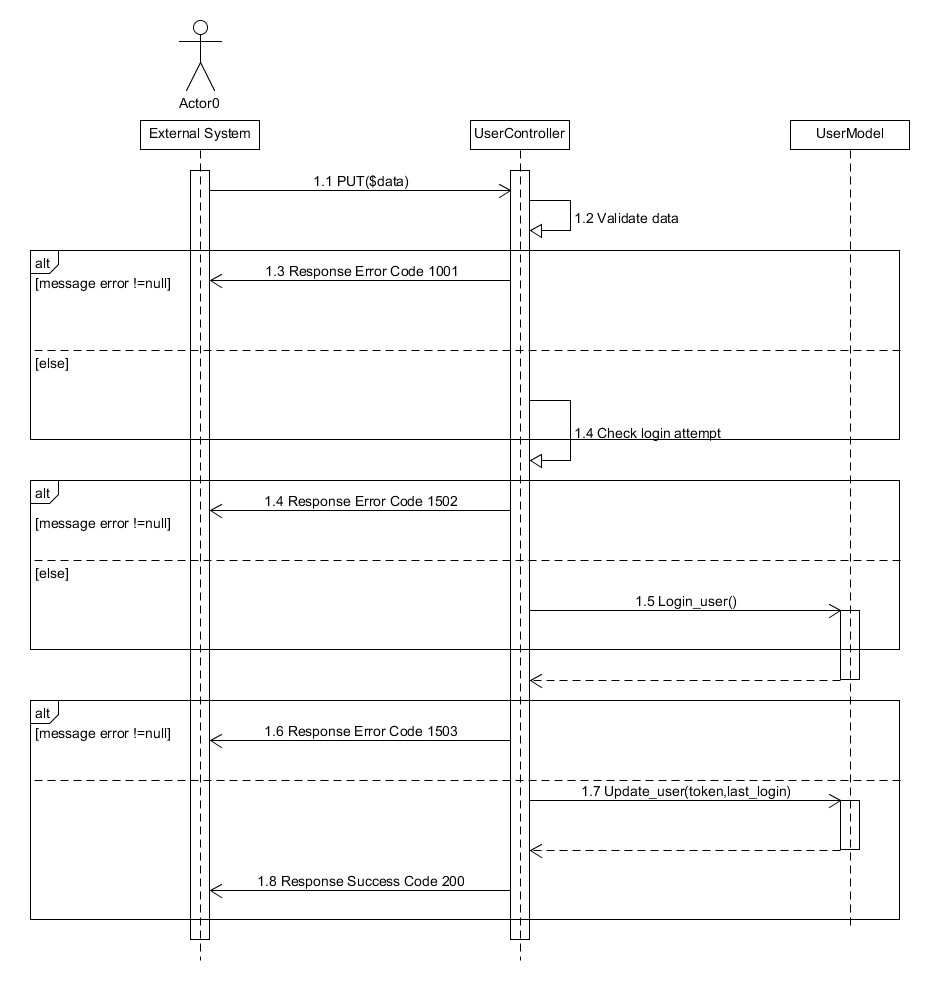 Actor0
External System
UserController
UserModel
1.1 PUT($data)
1.2 Validate data
alt
1.3 Response Error Code 1001
[message error !=null]
[else]
1.4 Check login attempt
alt
1.4 Response Error Code 1502
[message error !=null]
[else]
1.5 Login_user()
alt
1.6 Response Error Code 1503
[message error !=null]
1.7 Update_user(token,last_login)
1.8 Response Success Code 200